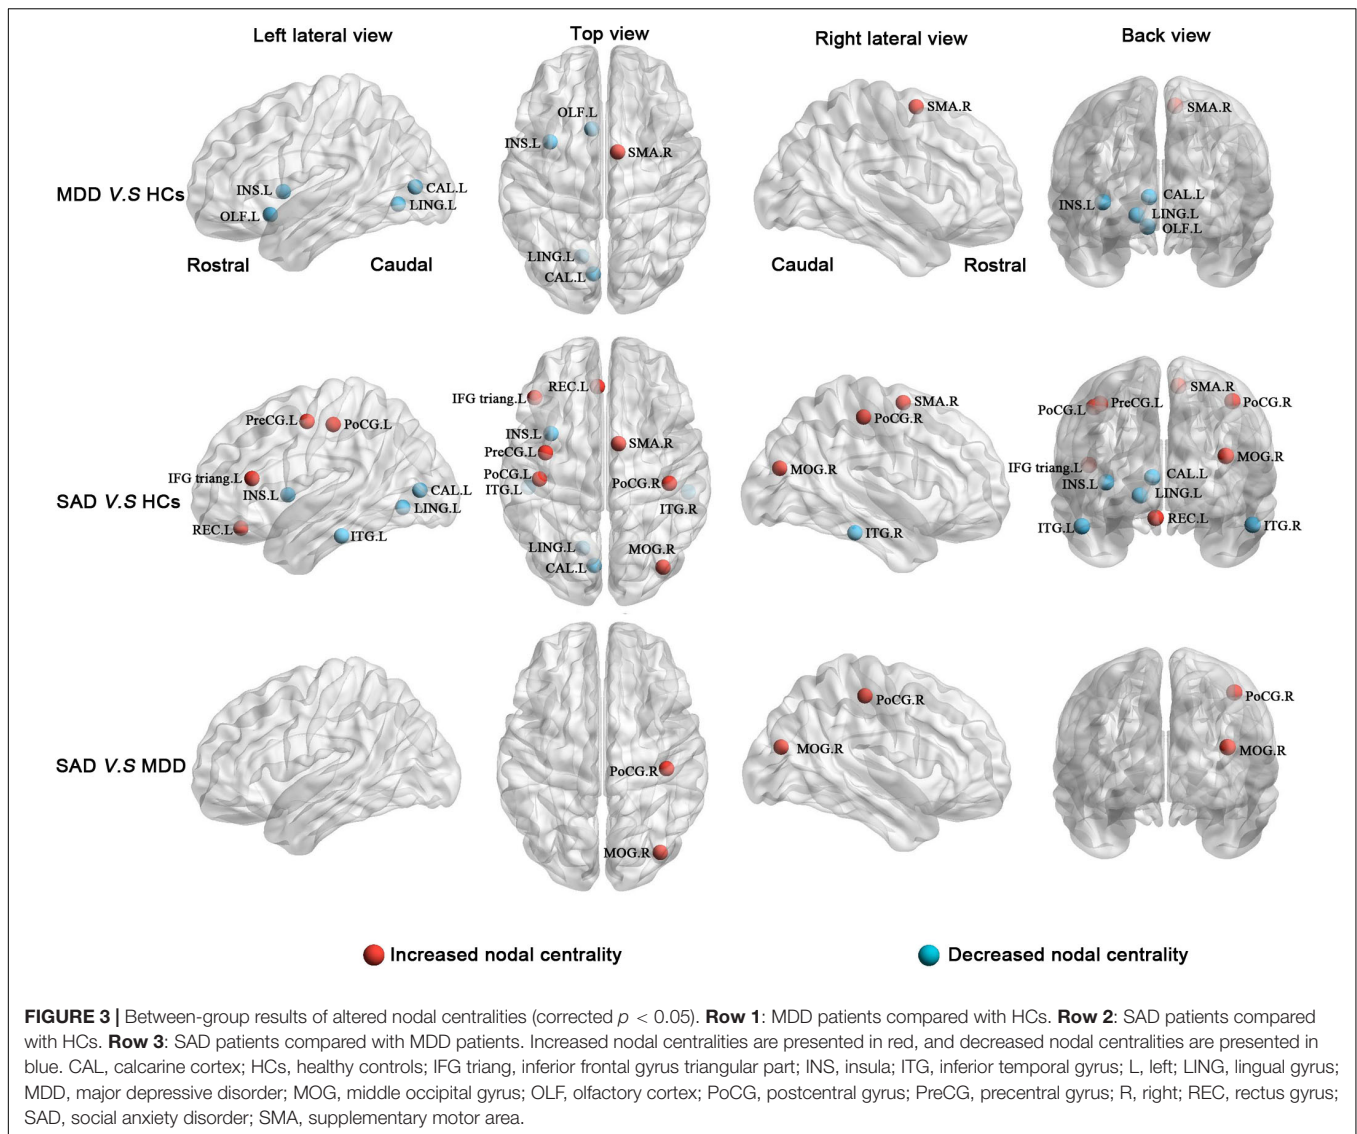 Left lateral view
Top view
Right lateral view
Back view
MDD V.S HCs
INS.L
OLF.L
CAL.L
LING.L
Rostral
Caudal
OLF.L
INS.L
SMA.R
LING.L
CAL.L
SMA.R
Caudal
Rostral
SMA.R
INS.L
CAL.L
LING.L
OLF.L
SAD V.S HCs
PreCG.L
PoCG.L
IFG triang.L
INS.L
CAL.L
LING.L
REC.L
ITG.L
REC.L
IFG triang.L
INS.L
SMA.R
PreCG.L
PoCG.L
PoCG.R
ITG.L
ITG.R
LING.L
MOG.R
CAL.L
SMA.R
PoCG.R
MOG.R
ITG.R
SMA.R
PoCG.L
PreCG.L
PoCG.R
MOG.R
IFG triang.L
CAL.L
INS.L
LING.L
REC.L
ITG.L
ITG.R
SAD V.S MDD
PoCG.R
MOG.R
PoCG.R
MOG.R
PoCG.R
MOG.R
Increased nodal centrality
Decreased nodal centrality
FIGURE 3 | Between-group results of altered nodal centralities (corrected p < 0.05). Row 1: MDD patients compared with HCs. Row 2: SAD patients compared
with HCs. Row 3: SAD patients compared with MDD patients. Increased nodal centralities are presented in red, and decreased nodal centralities are presented in
blue. CAL, calcarine cortex; HCs, healthy controls; IFG triang, inferior frontal gyrus triangular part; INS, insula; ITG, inferior temporal gyrus; L, left; LING, lingual gyrus;
MDD, major depressive disorder; MOG, middle occipital gyrus; OLF, olfactory cortex; PoCG, postcentral gyrus; PreCG, precentral gyrus; R, right; REC, rectus gyrus;
SAD, social anxiety disorder; SMA, supplementary motor area.